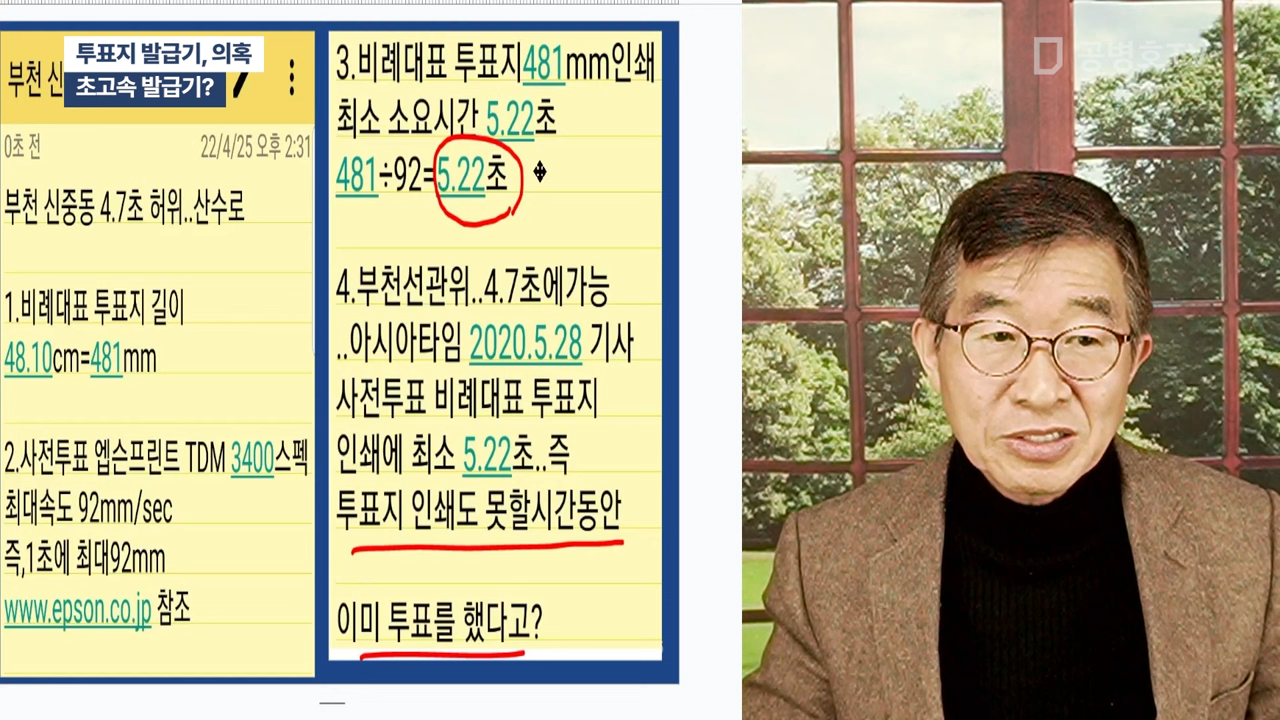 투표지 발급기, 의혹
초고속 발급기?
부천 신
0초 전
22/4/25 오후 2:31
부천 신중동 4.7초 허위..산수로
1.비례대표 투표지 길이
48.10cm=481mm
2.사전투표 엡슨프린트 TDM 3400스펙
최대속도 92mm/sec
즉,1초에 최대92mm
www.epson.co.jp 참조
3.비례대표 투표지481mm인쇄
최소 소요시간 5.22초
481÷92=5.22초
4.부천선관위..4.7초에가능
..아시아타임 2020.5.28 기사
사전투표 비례대표 투표지
인쇄에 최소 5.22초..즉
투표지 인쇄도 못할시간동안
이미 투표를 했다고?
공병호